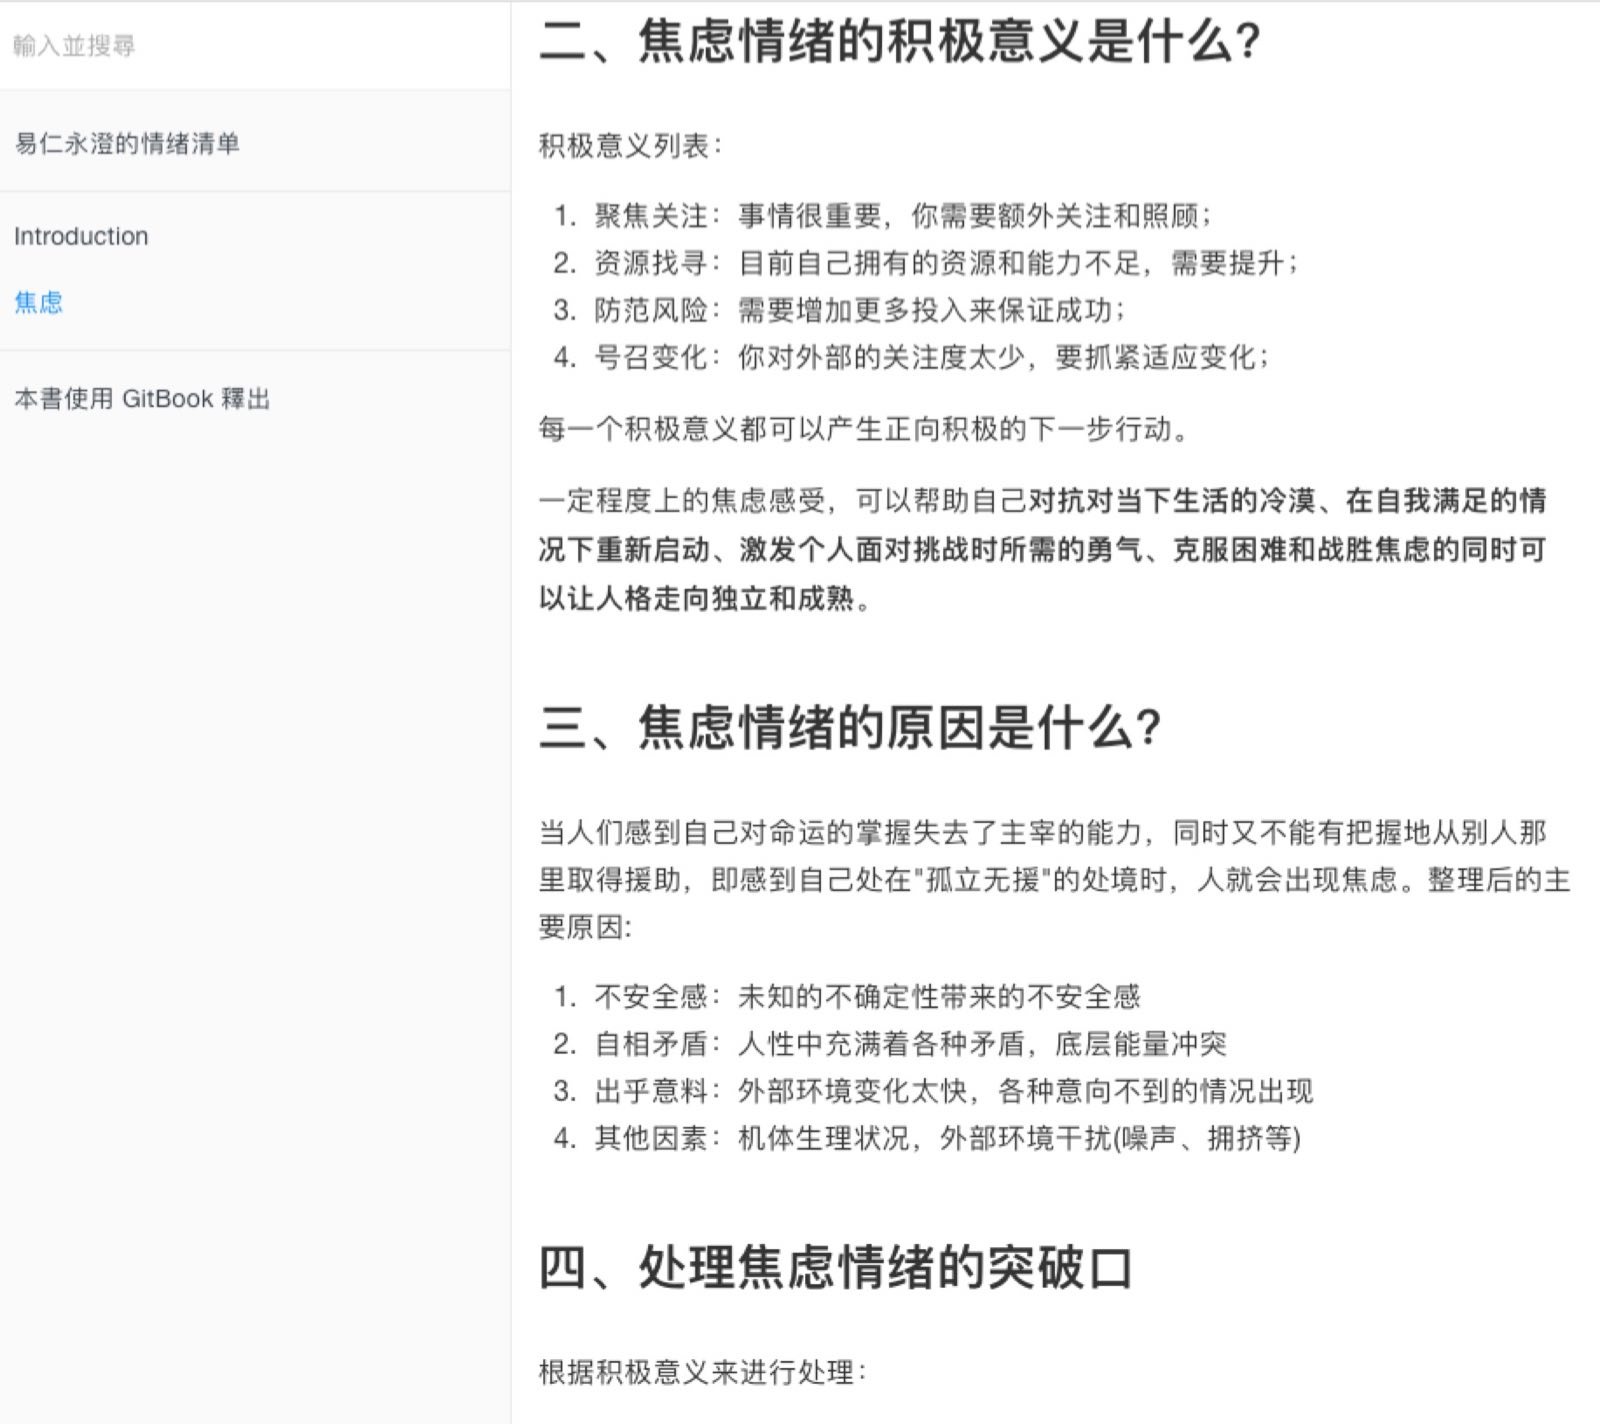 輸入並搜尋
易仁永澄的情绪清单
Introduction
焦虑
本書使用 GitBook 釋出
二、焦虑情绪的积极意义是什么?
积极意义列表：
1. 聚焦关注：事情很重要，你需要额外关注和照顾；
2. 资源找寻：目前自己拥有的资源和能力不足，需要提升；
3. 防范风险：需要增加更多投入来保证成功；
4. 号召变化：你对外部的关注度太少，要抓紧适应变化；
每一个积极意义都可以产生正向积极的下一步行动。
一定程度上的焦虑感受，可以帮助自己对抗对当下生活的冷漠、在自我满足的情
况下重新启动、激发个人面对挑战时所需的勇气、克服困难和战胜焦虑的同时可
以让人格走向独立和成熟。
三、焦虑情绪的原因是什么?
当人们感到自己对命运的掌握失去了主宰的能力，同时又不能有把握地从别人那
里取得援助，即感到自己处在"孤立无援"的处境时，人就会出现焦虑。整理后的主
要原因:
1. 不安全感：未知的不确定性带来的不安全感
2. 自相矛盾：人性中充满着各种矛盾，底层能量冲突
3. 出乎意料：外部环境变化太快，各种意向不到的情况出现
4. 其他因素：机体生理状况，外部环境干扰(噪声、拥挤等)
四、处理焦虑情绪的突破口
根据积极意义来进行处理：